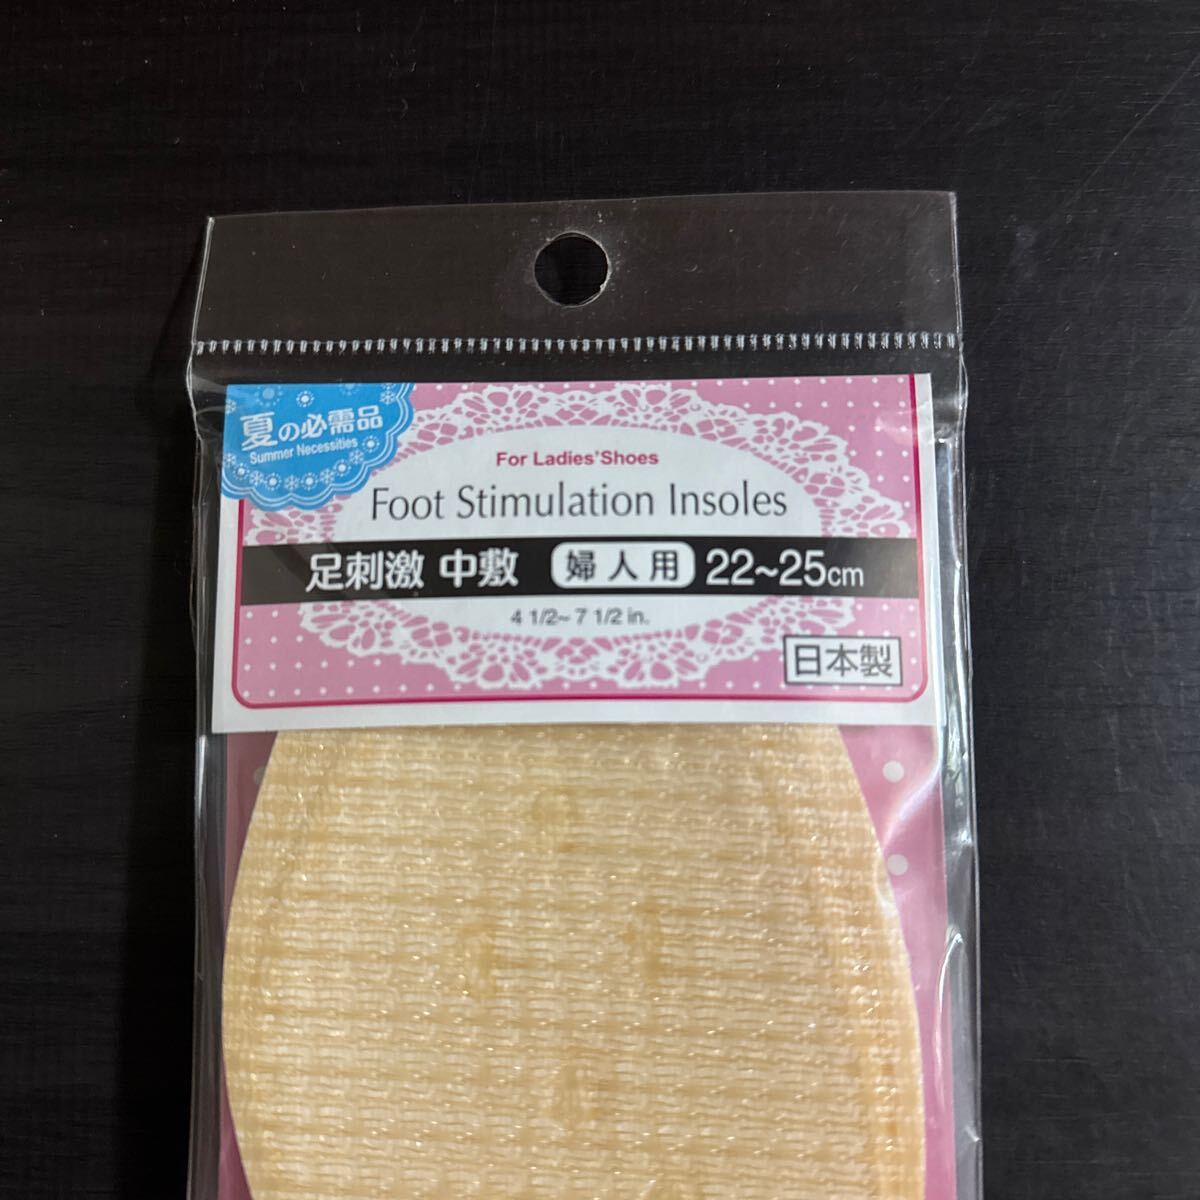 夏の必需品
Summer Necessities
For Ladies'Shoes
Foot Stimulation Insoles
足刺激 中敷 婦人用 22~25cm
4 1/2~ 7 1/2 in.
日本製